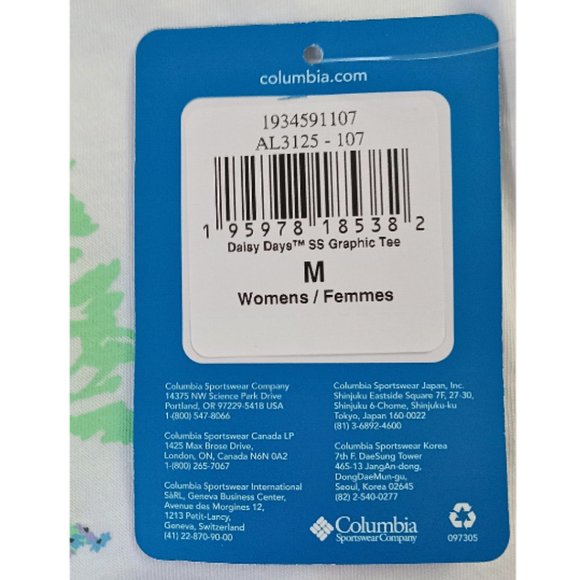 columbia.com
1934591107
AL3125 - 107
1 95978 18538 2
Daisy Days™ SS Graphic Tee
M
Womens / Femmes
Columbia Sportswear Company
14375 NW Science Park Drive
Portland, OR 97229-5418 USA
1-(800) 547-8066
Columbia Sportswear Canada LP
1425 Max Brose Drive,
London, ON, Canada N6N 0A2
1-(800) 265-7067
Columbia Sportswear International
SàRL, Geneva Business Center,
Avenue des Morgines 12,
1213 Petit-Lancy,
Geneva, Switzerland
(41) 22-870-90-00
Columbia Sportswear Japan, Inc.
Shinjuku Eastside Square 7F, 27-30,
Shinjuku 6-Chome, Shinjuku-ku
Tokyo, Japan 160-0022
(81) 3-6892-4600
Columbia Sportswear Korea
7th F. DaeSung Tower
465-13 JangAn-dong,
DongDaeMun-gu,
Seoul, Korea 02645
(82) 2-540-0277
Columbia
Sportswear Company
097305